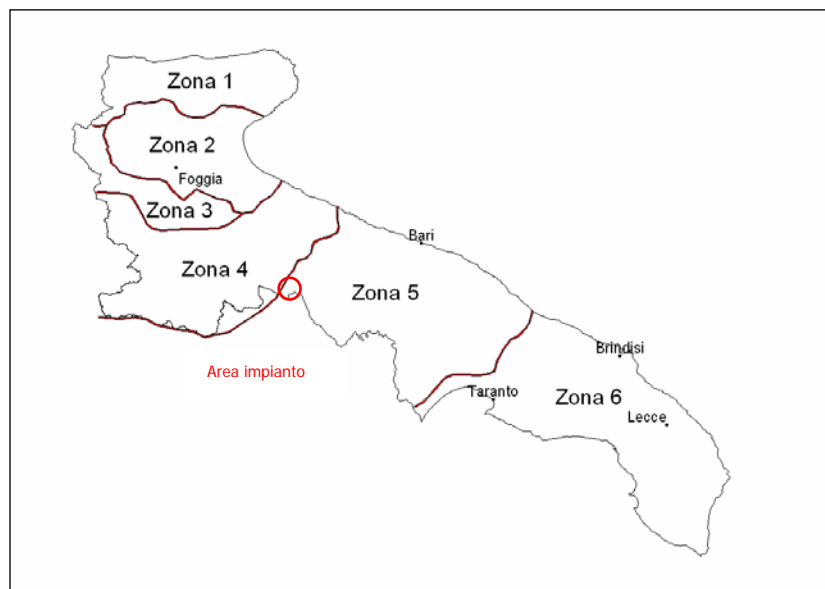 Zona 1
Zona 2
Foggia
Zona 3
Bari
Zona 4
Zona 5
Brindisi
Area impianto
Taranto
Zona 6
Lecce